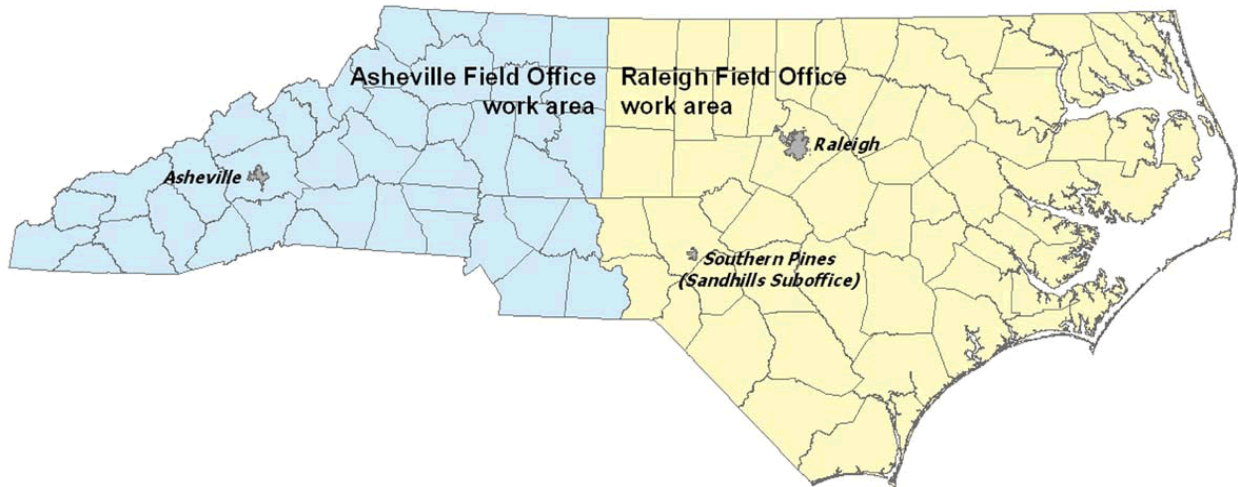 Asheville Field Office
work area
Raleigh Field Office
work area
Asheville
Raleigh
Southern Pines
(Sandhills Suboffice)